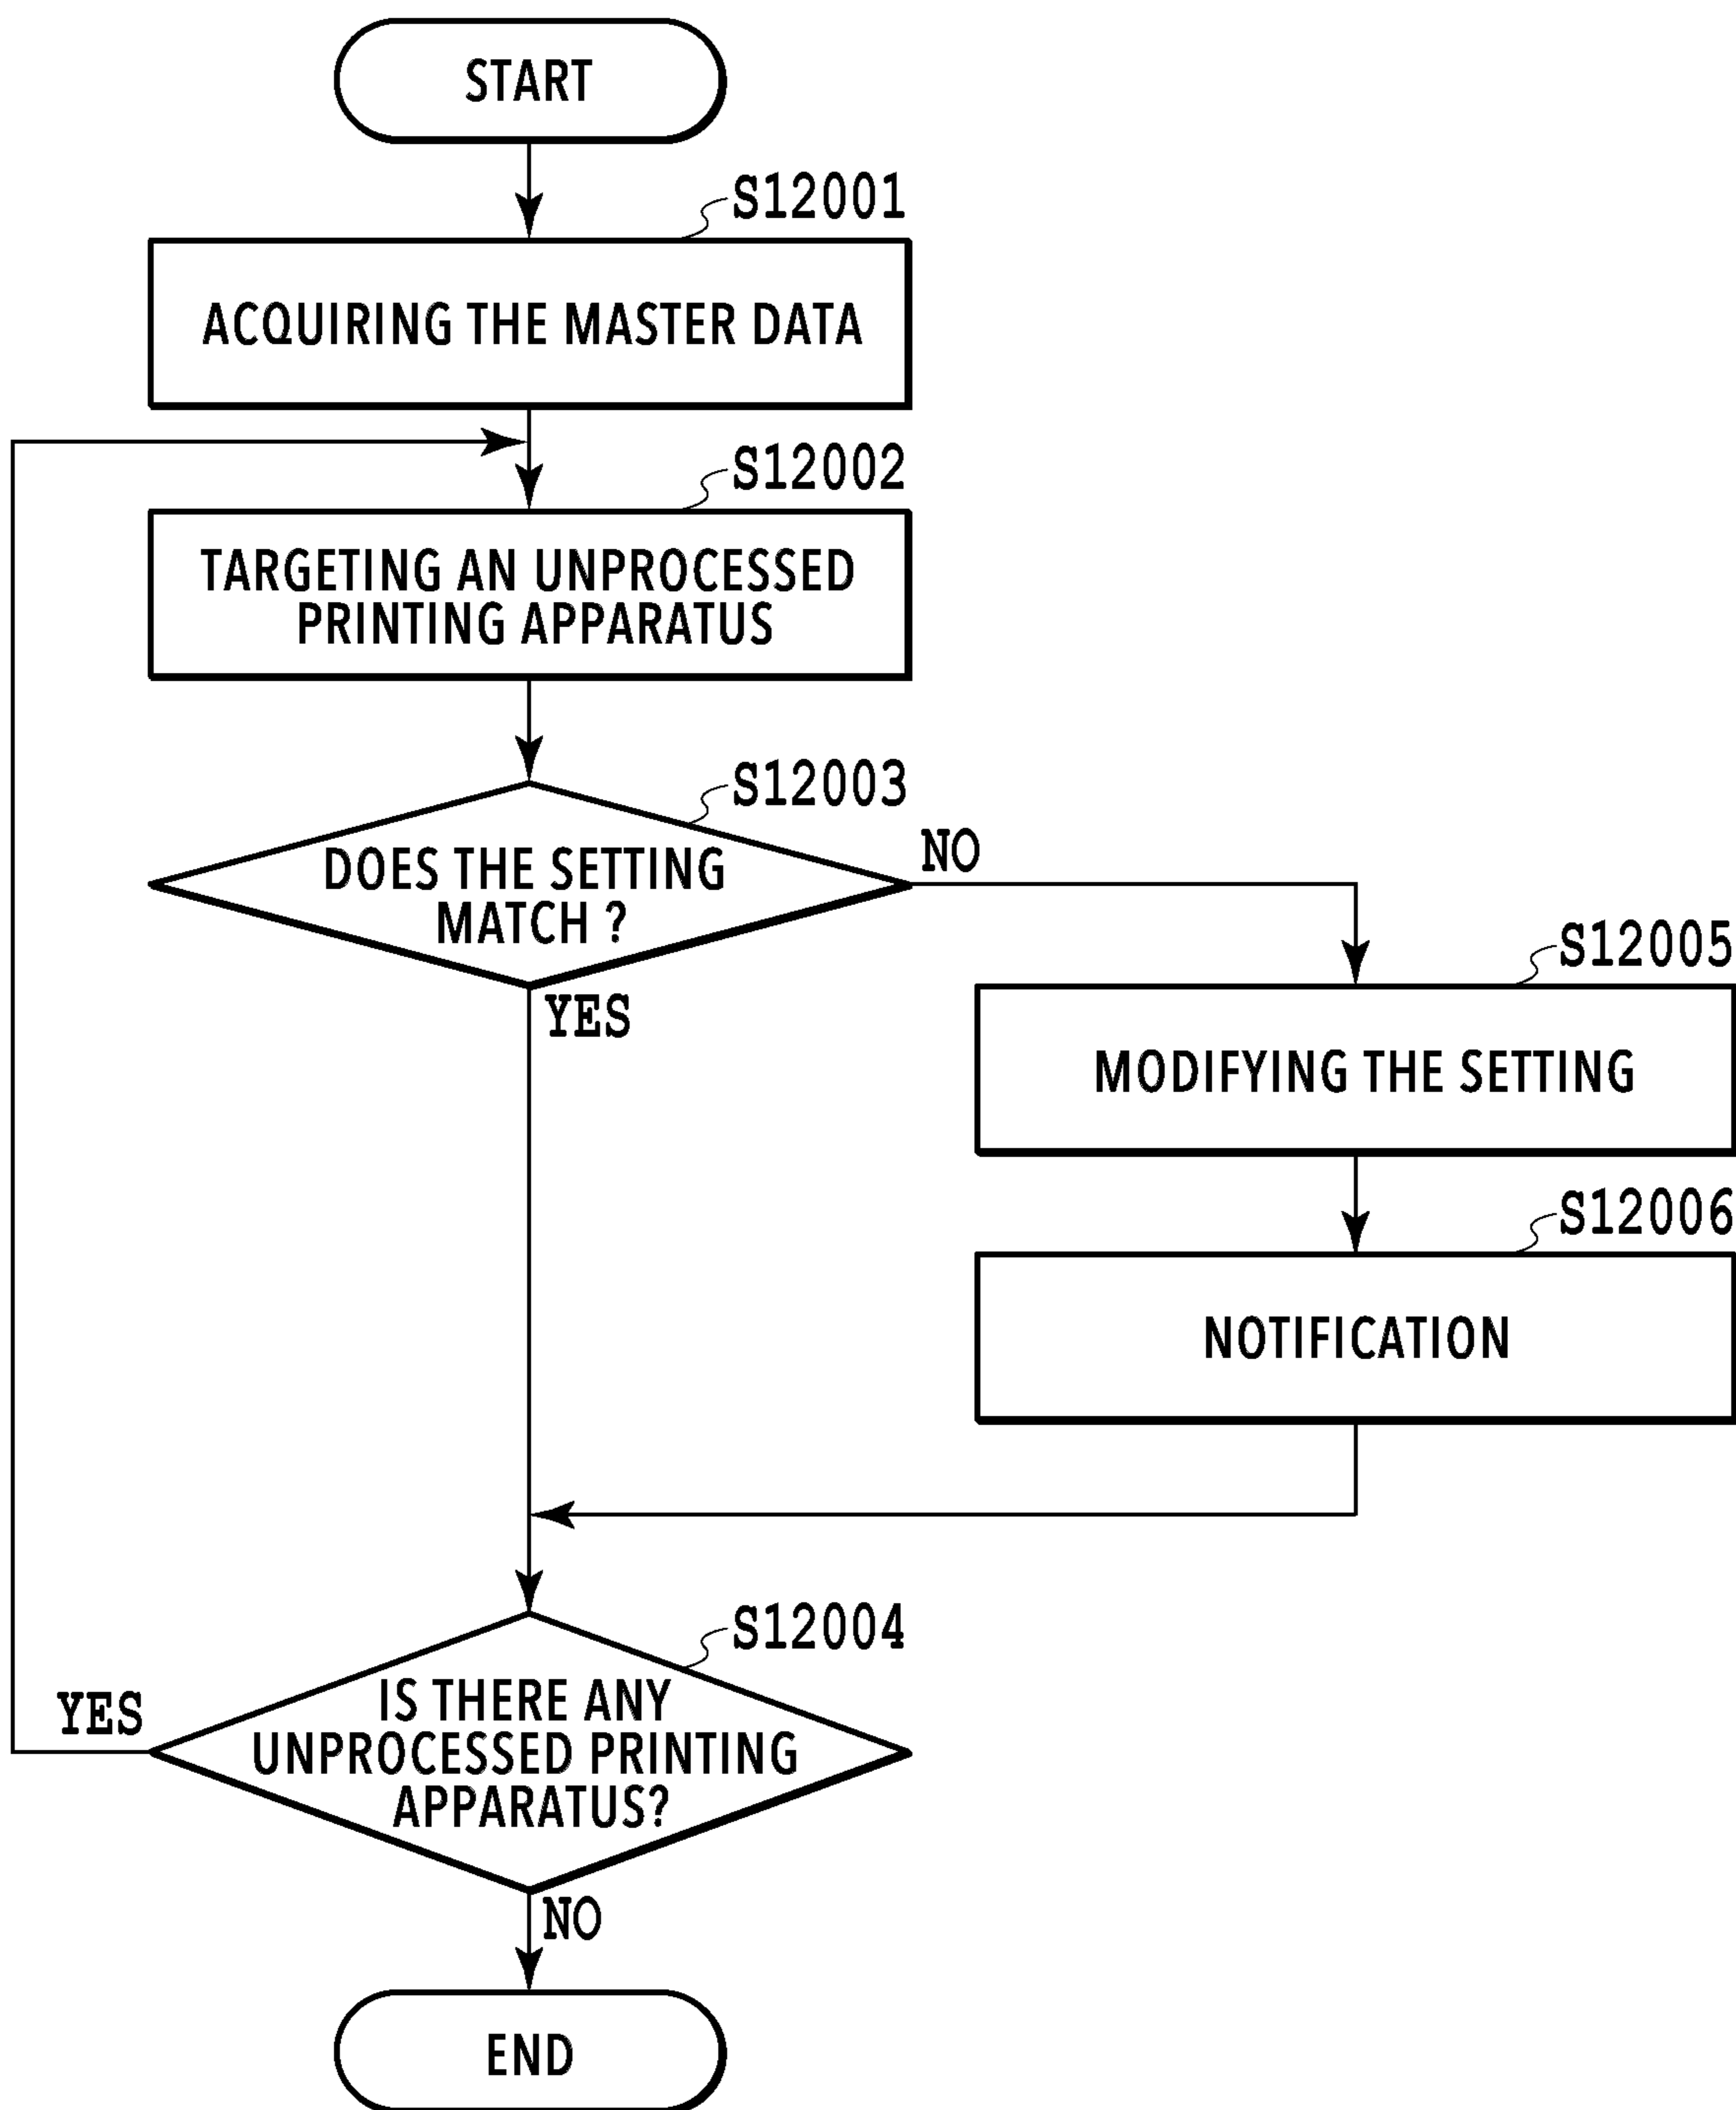 START
S12001
ACQUIRING THE MASTER DATA
S12002
TARGETING AN UNPROCESSED
PRINTING APPARATUS
S12003
DOES THE SETTING
MATCH ?
NO
YES
S12005
MODIFYING THE SETTING
S12006
NOTIFICATION
S12004
IS THERE ANY
UNPROCESSED PRINTING
APPARATUS?
YES
NO
END